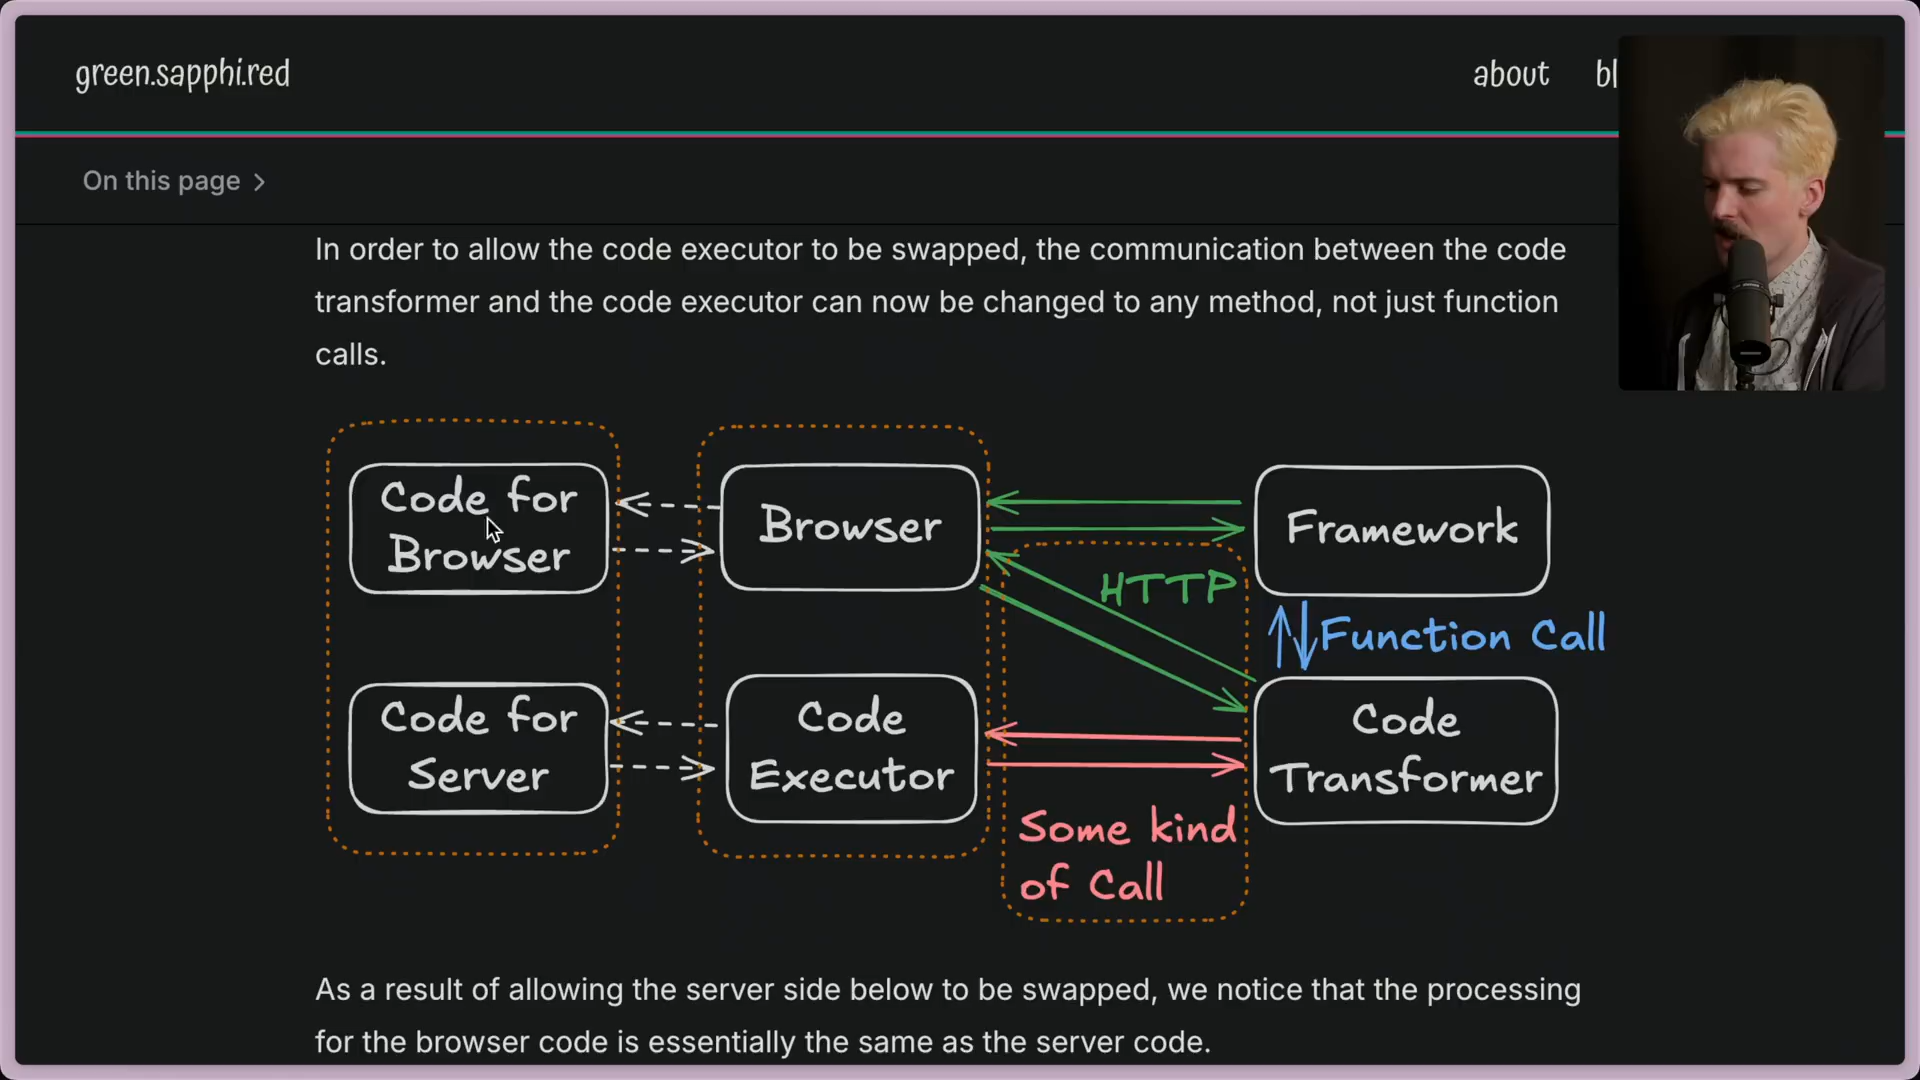 green.sapphi.red
about
bl
On this page
In order to allow the code executor to be swapped, the communication between the code
transformer and the code executor can now be changed to any method, not just function
calls.
Code for
Browser
Browser
Framework
HTTP
Function Call
Code for
Server
Code
Executor
Code
Transformer
Some kind
of Call
As a result of allowing the server side below to be swapped, we notice that the processing
for the browser code is essentially the same as the server code.